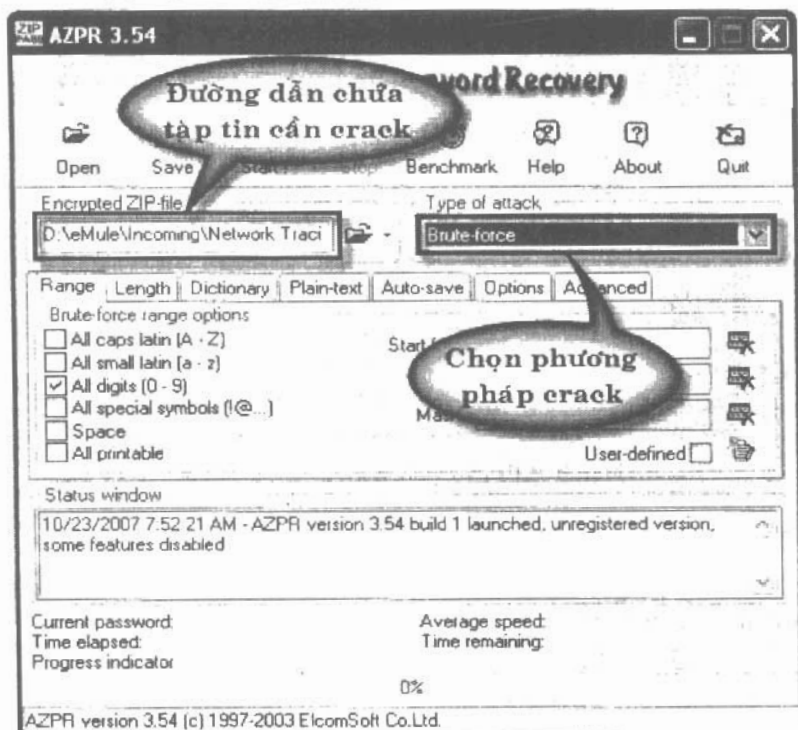 AZPR 3.54
Recovery
Đường dẫn chứa
tập tin cần crack
Open Save Benchmark Help About Quit
Encrypted ZIP-file Type of attack
D:\eMule\Incoming\Network Traci Brute-force
Range Length Dictionary Plain-text Auto-save Options Advanced
Brute-force range options
All caps latin (A - Z)
All small latin (a - z)
All digits (0 - 9)
All special symbols (!@...)
Space
All printable
Chọn phương
pháp crack
User-defined
Status window
10/23/2007 7:52 21 AM - AZPR version 3.54 build 1 launched, unregistered version,
some features disabled
Current password: Average speed:
Time elapsed: Time remaining:
Progress indicator
0%
AZPR version 3.54 (c) 1997-2003 ElcomSoft Co.Ltd.